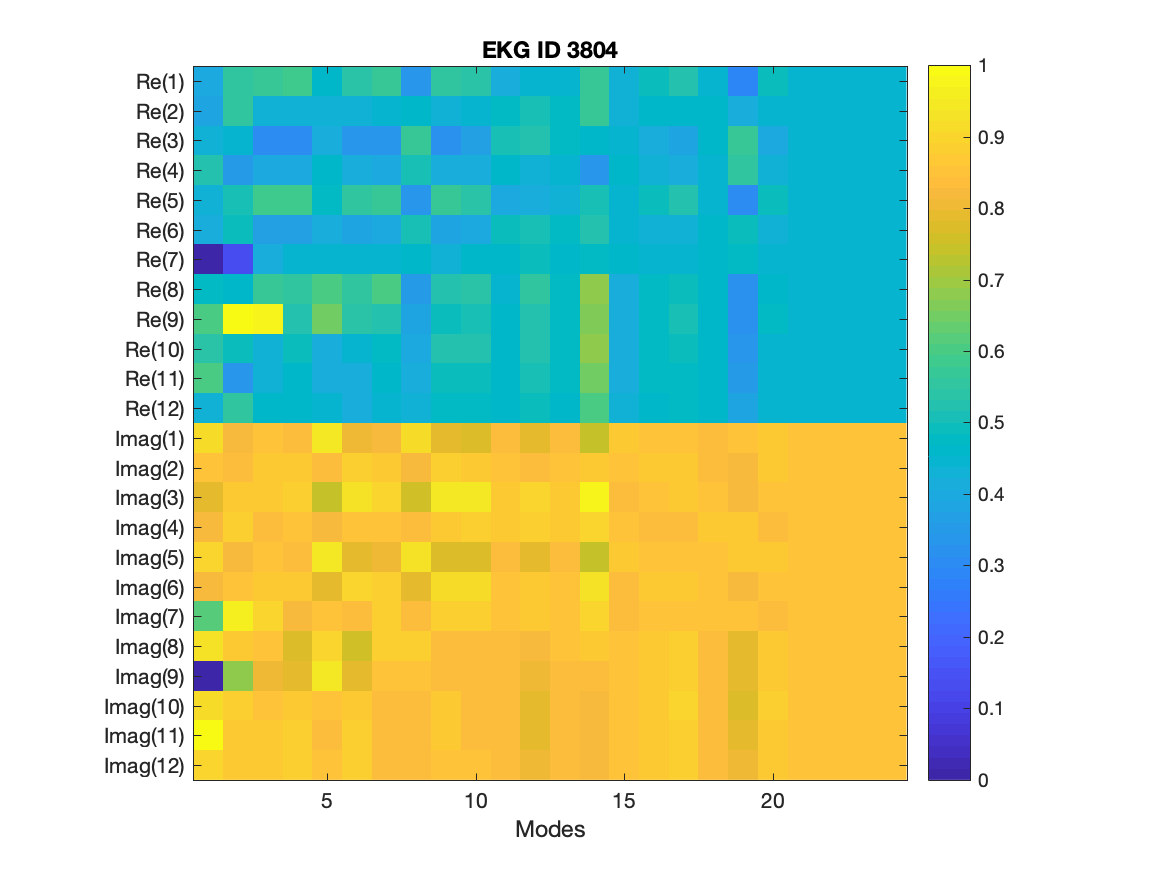 EKG ID 3804
Re(1)
Re(2)
Re(3)
Re(4)
Re(5)
Re(6)
Re(7)
Re(8)
Re(9)
Re(10)
Re(11)
Re(12)
Imag(1)
Imag(2)
Imag(3)
Imag(4)
Imag(5)
Imag(6)
Imag(7)
Imag(8)
Imag(9)
Imag(10)
Imag(11)
Imag(12)
5 10 15 20
Modes
1
0.9
0.8
0.7
0.6
0.5
0.4
0.3
0.2
0.1
0